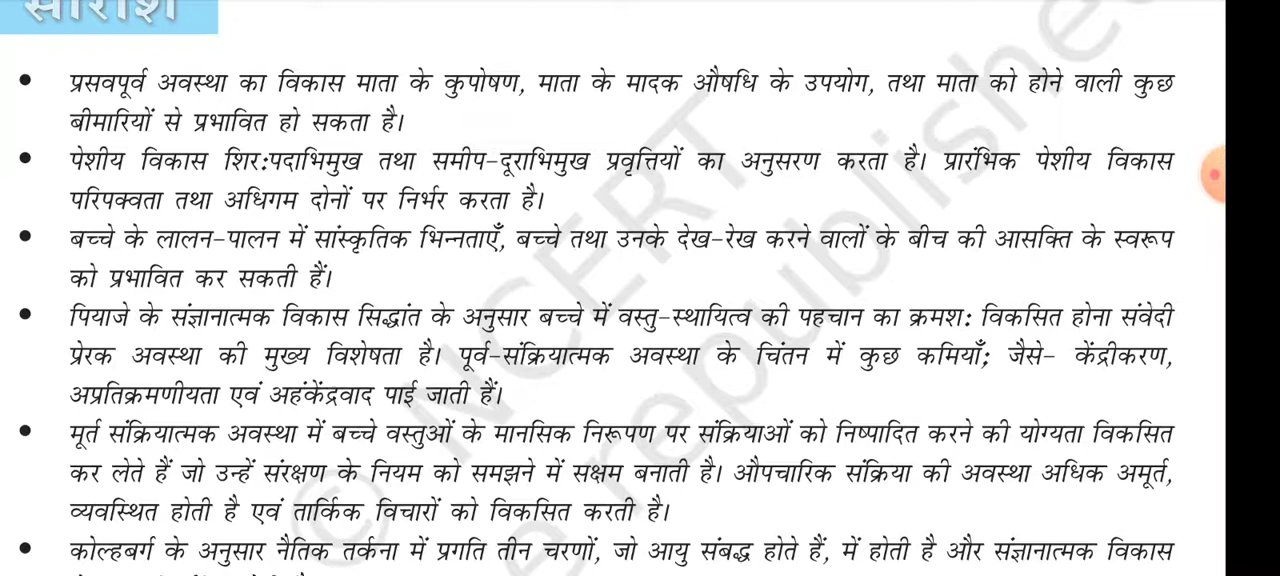 सारांश
• प्रसवपूर्व अवस्था का विकास माता के कुपोषण, माता के मादक औषधि के उपयोग, तथा माता को होने वाली कुछ
बीमारियों से प्रभावित हो सकता है।
• पेशीय विकास शिर:पदाभिमुख तथा समीप-दूराभिमुख प्रवृत्तियों का अनुसरण करता है। प्रारंभिक पेशीय विकास
परिपक्वता तथा अधिगम दोनों पर निर्भर करता है।
• बच्चे के लालन-पालन में सांस्कृतिक भिन्नताएँ, बच्चे तथा उनके देख-रेख करने वालों के बीच की आसक्ति के स्वरूप
को प्रभावित कर सकती हैं।
• पियाजे के संज्ञानात्मक विकास सिद्धांत के अनुसार बच्चे में वस्तु-स्थायित्व की पहचान का क्रमश: विकसित होना संवेदी
प्रेरक अवस्था की मुख्य विशेषता है। पूर्व-संक्रियात्मक अवस्था के चिंतन में कुछ कमियाँ; जैसे- केंद्रीकरण,
अप्रतिक्रमणीयता एवं अहंकेंद्रवाद पाई जाती हैं।
• मूर्त संक्रियात्मक अवस्था में बच्चे वस्तुओं के मानसिक निरूपण पर संक्रियाओं को निष्पादित करने की योग्यता विकसित
कर लेते हैं जो उन्हें संरक्षण के नियम को समझने में सक्षम बनाती है। औपचारिक संक्रिया की अवस्था अधिक अमूर्त,
व्यवस्थित होती है एवं तार्किक विचारों को विकसित करती है।
• कोल्हबर्ग के अनुसार नैतिक तर्कना में प्रगति तीन चरणों, जो आयु संबद्ध होते हैं, में होती है और संज्ञानात्मक विकास
© NCERT
be republished